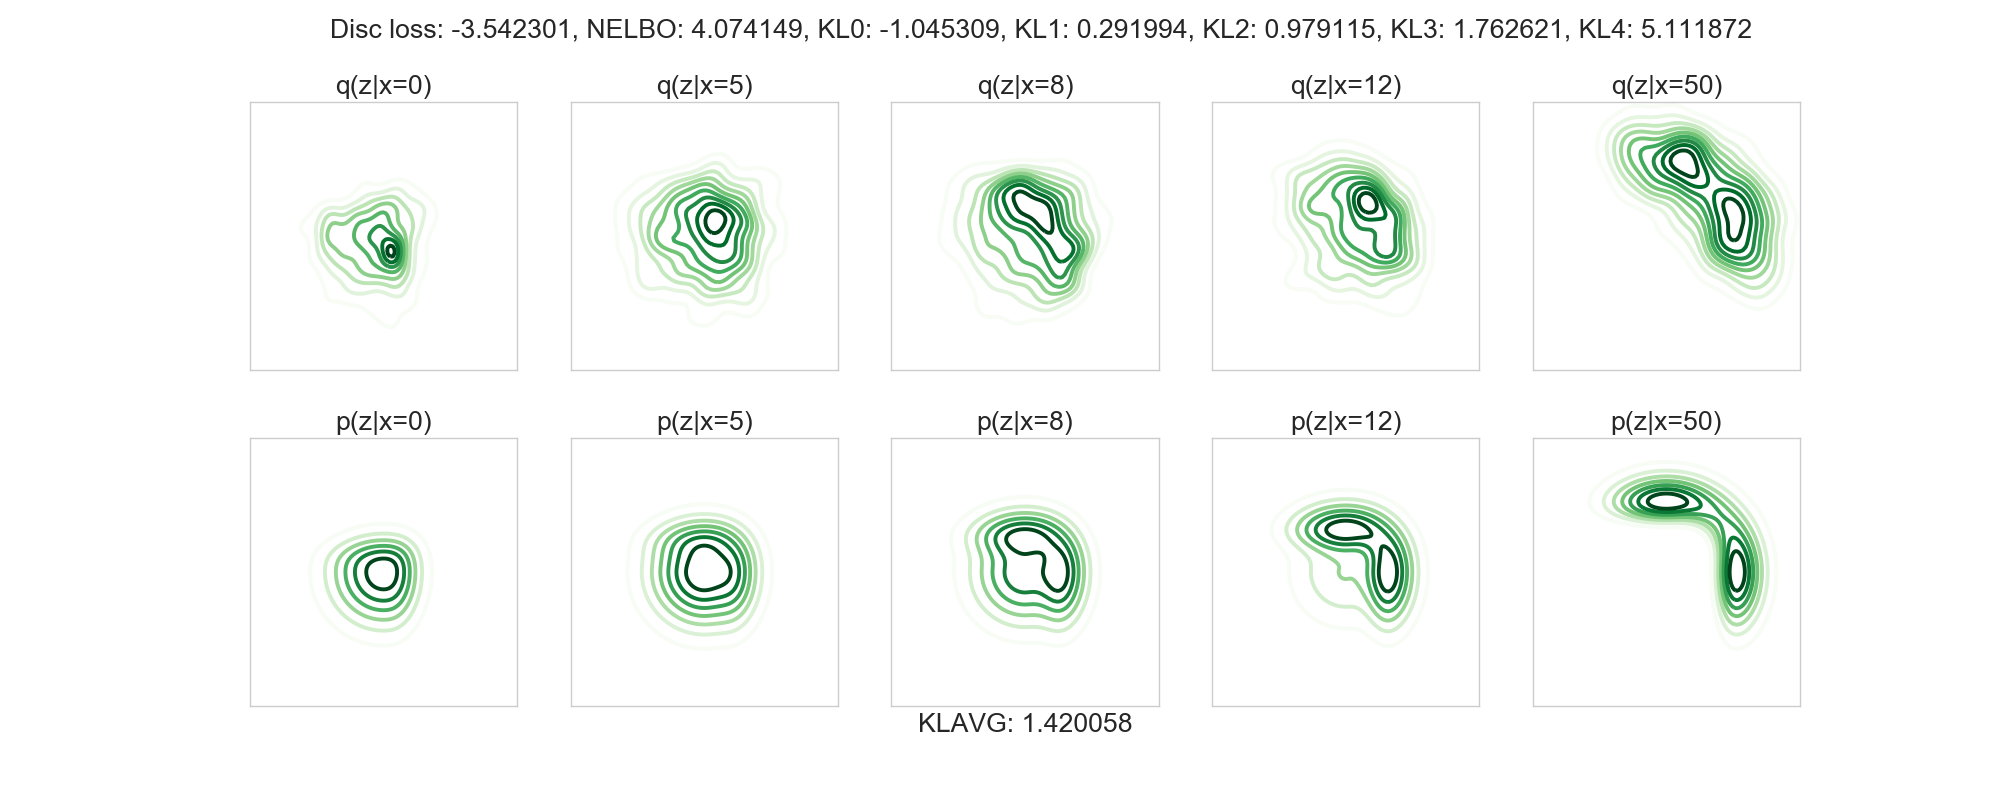 Disc loss: -3.542301, NELBO: 4.074149, KL0: -1.045309, KL1: 0.291994, KL2: 0.979115, KL3: 1.762621, KL4: 5.111872
q(z|x=0) q(z|x=5) q(z|x=8) q(z|x=12) q(z|x=50)
p(z|x=0) p(z|x=5) p(z|x=8) p(z|x=12) p(z|x=50)
KLAVG: 1.420058